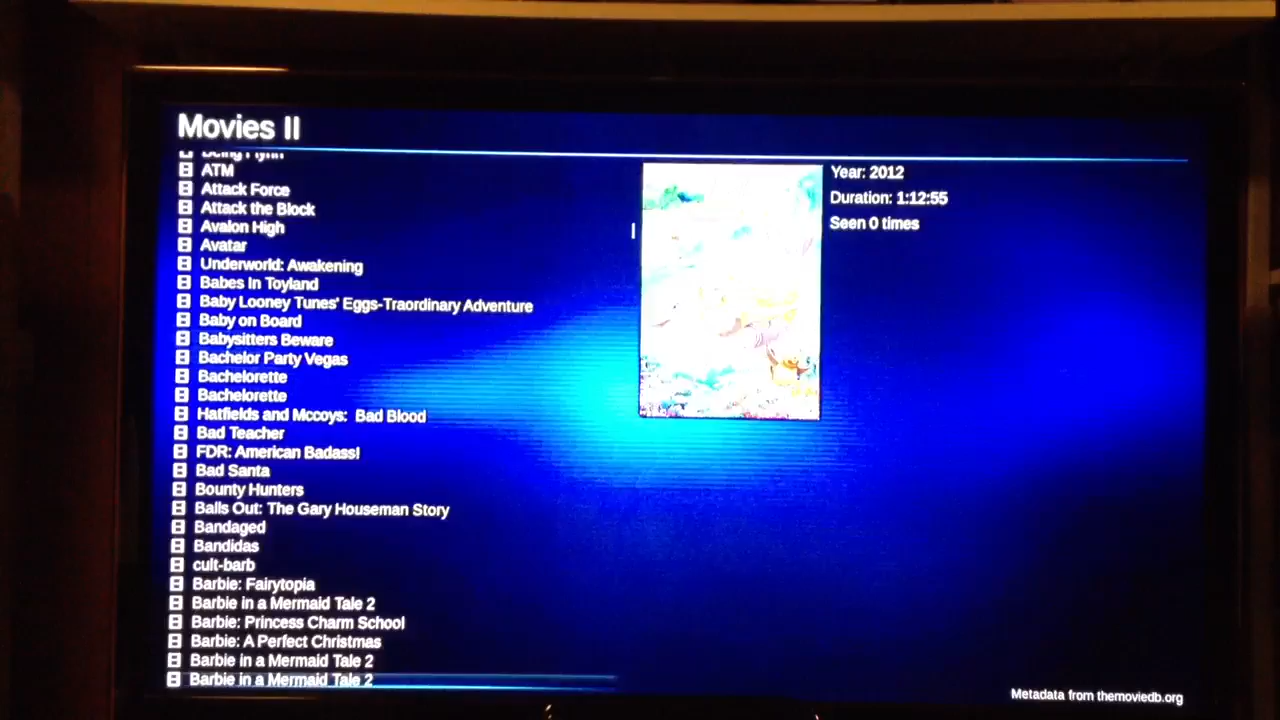 Movies II
Being Flynn
ATM
Attack Force
Attack the Block
Avalon High
Avatar
Underworld: Awakening
Babes In Toyland
Baby Looney Tunes' Eggs-Traordinary Adventure
Baby on Board
Babysitters Beware
Bachelor Party Vegas
Bachelorette
Bachelorette
Hatfields and Mccoys:  Bad Blood
Bad Teacher
FDR: American Badass!
Bad Santa
Bounty Hunters
Balls Out: The Gary Houseman Story
Bandaged
Bandidas
cult-barb
Barbie: Fairytopia
Barbie in a Mermaid Tale 2
Barbie: Princess Charm School
Barbie: A Perfect Christmas
Barbie in a Mermaid Tale 2
Barbie in a Mermaid Tale 2
Year: 2012
Duration: 1:12:55
Seen 0 times
Metadata from themoviedb.org